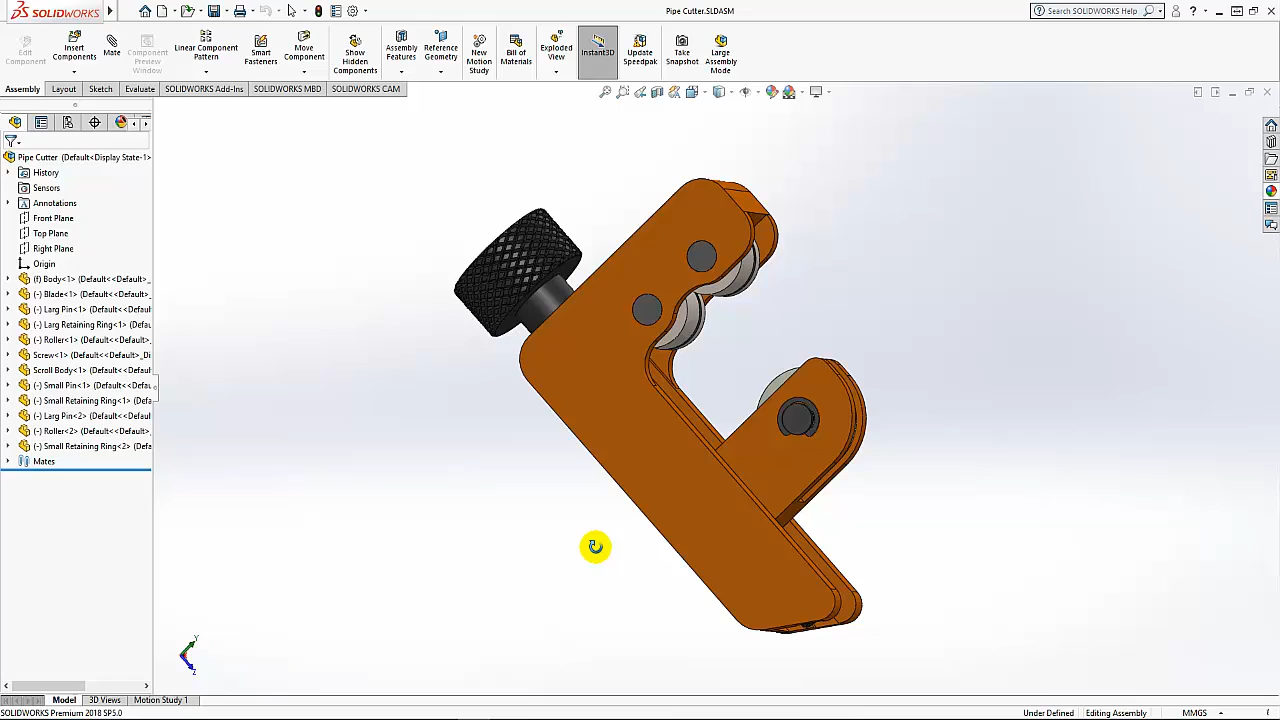 SOLIDWORKS
Pipe Cutter.SLDASM
Search SOLIDWORKS Help
?
Edit Component
Insert Components
Mate
Component Preview Window
Linear Component Pattern
Smart Fasteners
Move Component
Show Hidden Components
Assembly Features
Reference Geometry
New Motion Study
Bill of Materials
Exploded View
Instant3D
Update Speedpak
Take Snapshot
Large Assembly Mode
Assembly
Layout
Sketch
Evaluate
SOLIDWORKS Add-Ins
SOLIDWORKS MBD
SOLIDWORKS CAM
Pipe Cutter (Default<Display State-1>
History
Sensors
Annotations
Front Plane
Top Plane
Right Plane
Origin
(f) Body<1> (Default<<Default>_
(-) Blade<1> (Default<<Default>_
(-) Larg Pin<1> (Default<<Default
(-) Larg Retaining Ring<1> (Defau
(-) Roller<1> (Default<<Default>_
Screw<1> (Default<<Default>_Di
Scroll Body<1> (Default<<Defaul
(-) Small Pin<1> (Default<<Defau
(-) Small Retaining Ring<1> (Defa
(-) Larg Pin<2> (Default<<Default
(-) Roller<2> (Default<<Default>_
(-) Small Retaining Ring<2> (Defa
Mates
Y
Z
Model
3D Views
Motion Study 1
SOLIDWORKS Premium 2018 SP5.0
Under Defined
Editing Assembly
MMGS